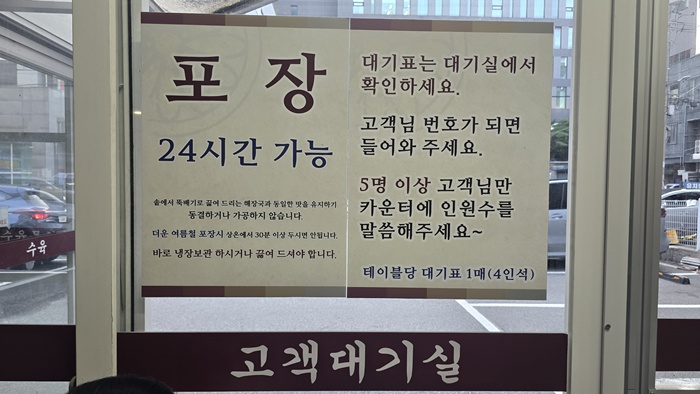 포장
24시간 가능
솥에서 뚝배기로 끓여 드리는 해장국과 동일한 맛을 유지하기
동결하거나 가공하지 않습니다.
더운 여름철 포장시 상온에서 30분 이상 두시면 안됩니다.
바로 냉장보관 하시거나 끓여 드셔야 합니다.
대기표는 대기실에서
확인하세요.
고객님 번호가 되면
들어와 주세요.
5명 이상 고객님만
카운터에 인원수를
말씀해주세요~
테이블당 대기표 1매(4인석)
수육
고객대기실